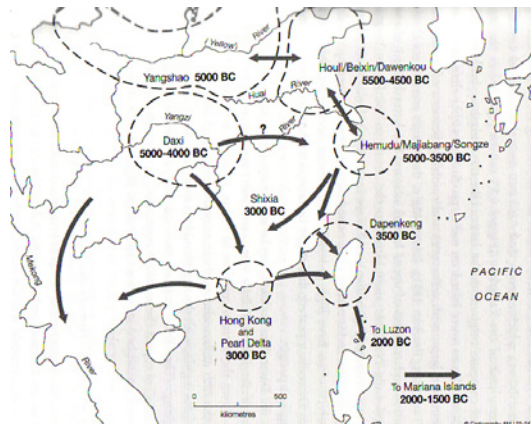 (Yellow)
River
Yangshao 5000 BC
Houli/Beixin/Dawenkou
5500-4500 BC
Huai
River
Yangzi
?
River
Daxi
5000-4000 BC
Hemudu/Majiabang/Songze
5000-3500 BC
Shixia
3000 BC
Dapenkeng
3500 BC
Mekong
PACIFIC
OCEAN
Hong Kong
and
Pearl Delta
3000 BC
To Luzon
2000 BC
River
0
500
kilometres
To Mariana Islands
2000-1500 BC